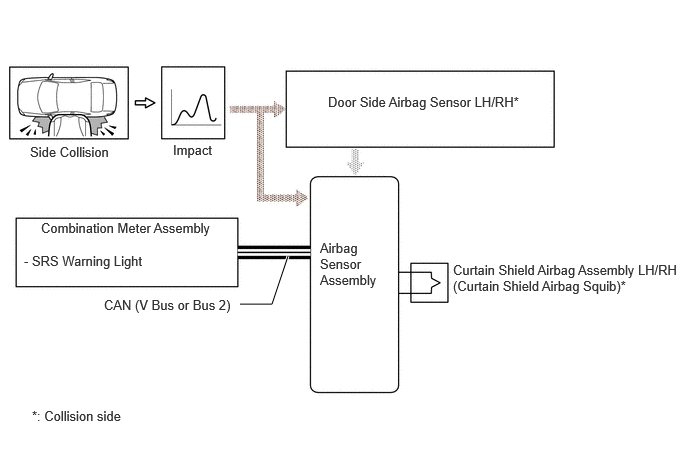 Door Side Airbag Sensor LH/RH*
Side Collision
Impact
Combination Meter Assembly
- SRS Warning Light
Airbag
Sensor
Assembly
Curtain Shield Airbag Assembly LH/RH
(Curtain Shield Airbag Squib)*
CAN (V Bus or Bus 2)
*: Collision side